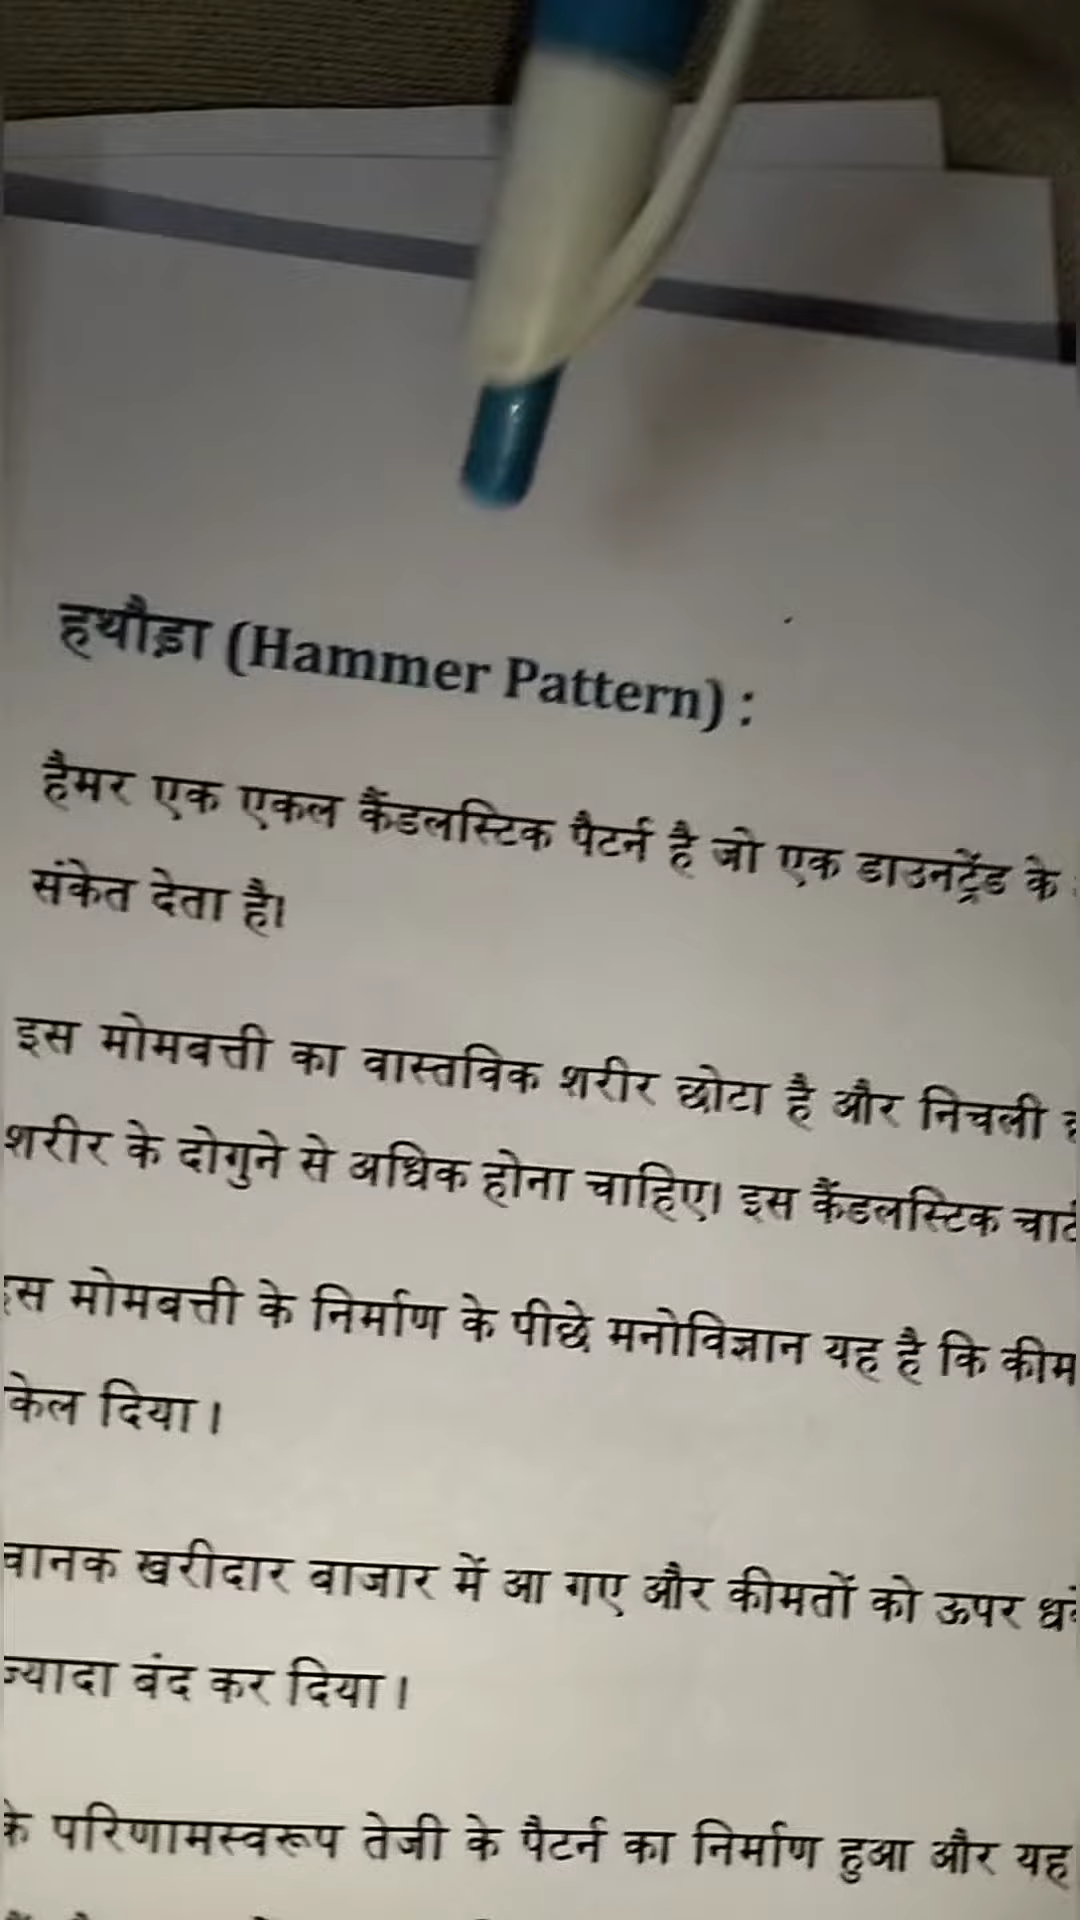 हथौड़ा (Hammer Pattern) :
हैमर एक एकल कैंडलस्टिक पैटर्न है जो एक डाउनट्रेंड के
संकेत देता है।
इस मोमबत्ती का वास्तविक शरीर छोटा है और निचली
शरीर के दोगुने से अधिक होना चाहिए। इस कैंडलस्टिक
मोमबत्ती के निर्माण के पीछे मनोविज्ञान यह है कि
दिया ।
खरीदार बाजार में आ गए और कीमतों को ऊपर
बंद कर दिया ।
परिणामस्वरूप तेजी के पैटर्न का निर्माण हुआ और यह